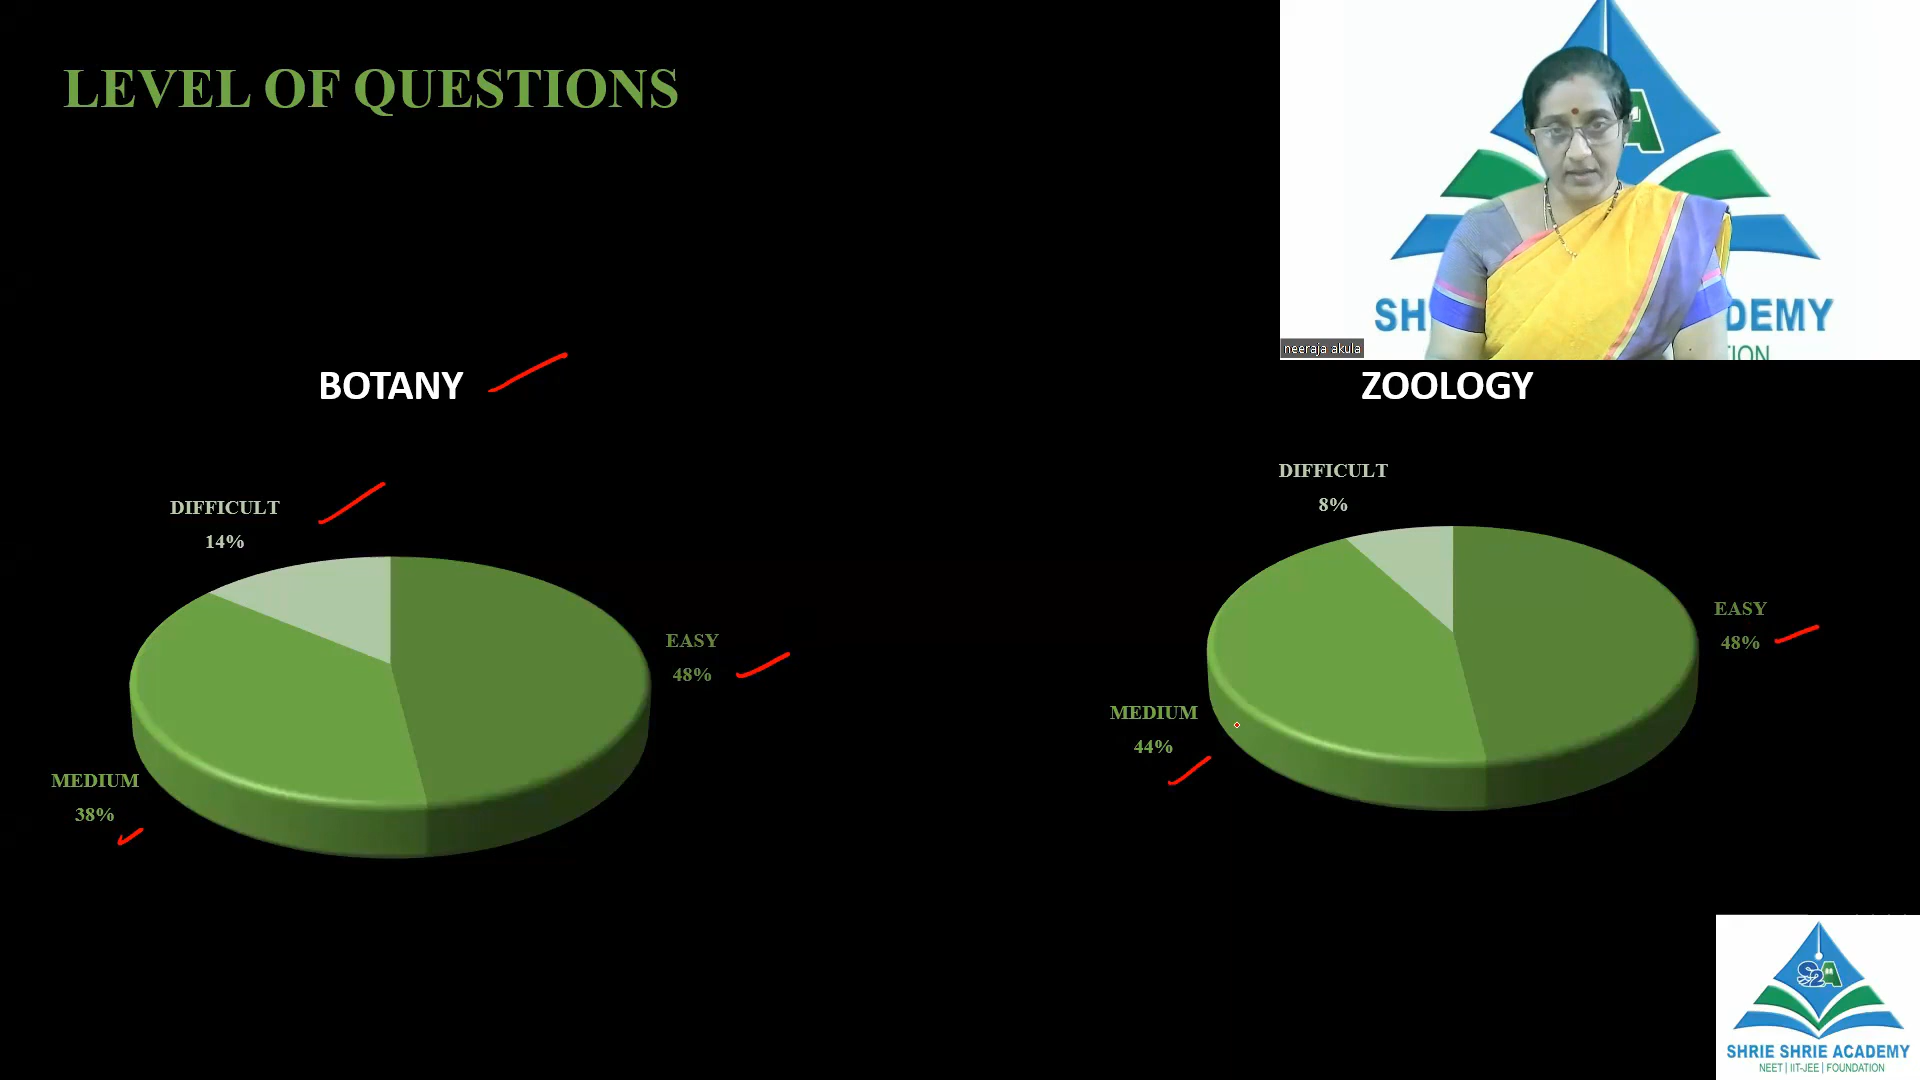 LEVEL OF QUESTIONS
neeraja akula
BOTANY
DIFFICULT
14%
EASY
48%
MEDIUM
38%
ZOOLOGY
DIFFICULT
8%
EASY
48%
MEDIUM
44%
SHRIE SHRIE ACADEMY
NEET | IIT-JEE | FOUNDATION